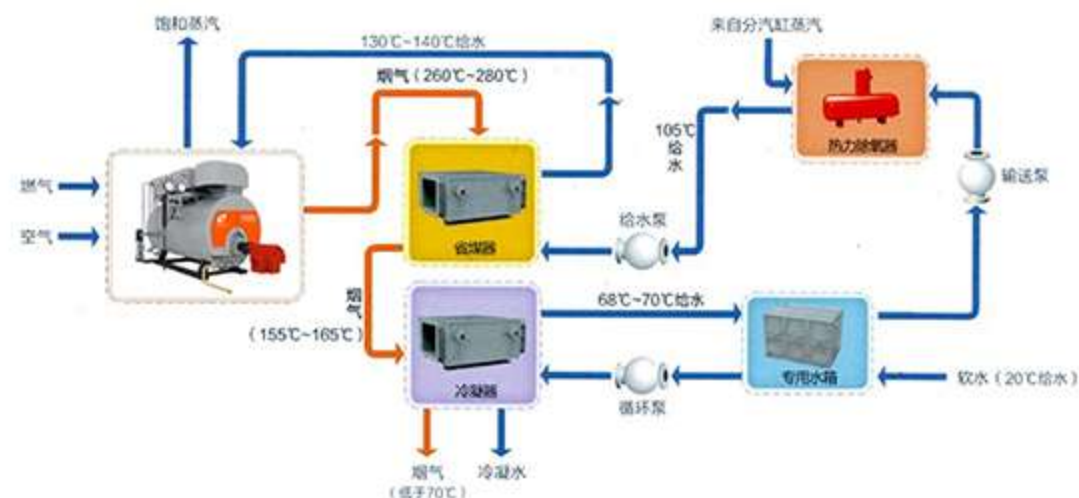 饱和蒸汽
来自分汽缸蒸汽
130℃~140℃给水
烟气(260℃~280℃)
105℃
给水
热力除氧器
燃气
空气
输送泵
给水泵
省煤器
烟气
(155℃~165℃)
68℃~70℃给水
冷凝器
循环泵
专用水箱
软水(20℃给水)
烟气
(低于70℃)
冷凝水